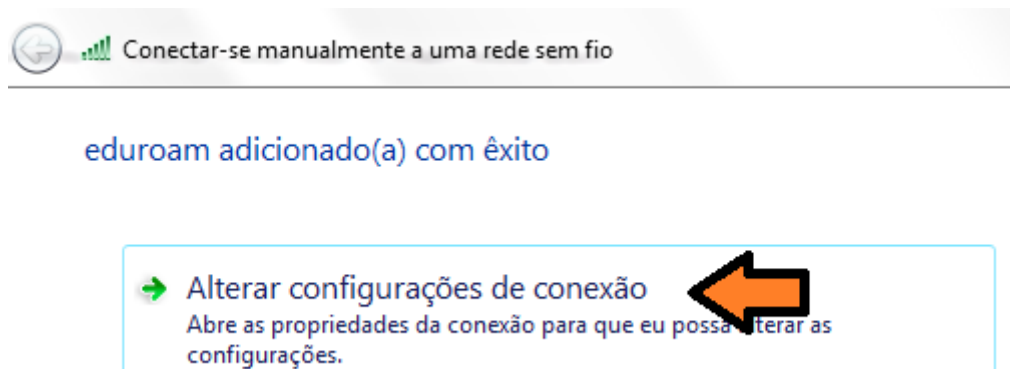 Conectar-se manualmente a uma rede sem fio
eduroam adicionado(a) com êxito
Alterar configurações de conexão
Abre as propriedades da conexão para que eu possa alterar as
configurações.